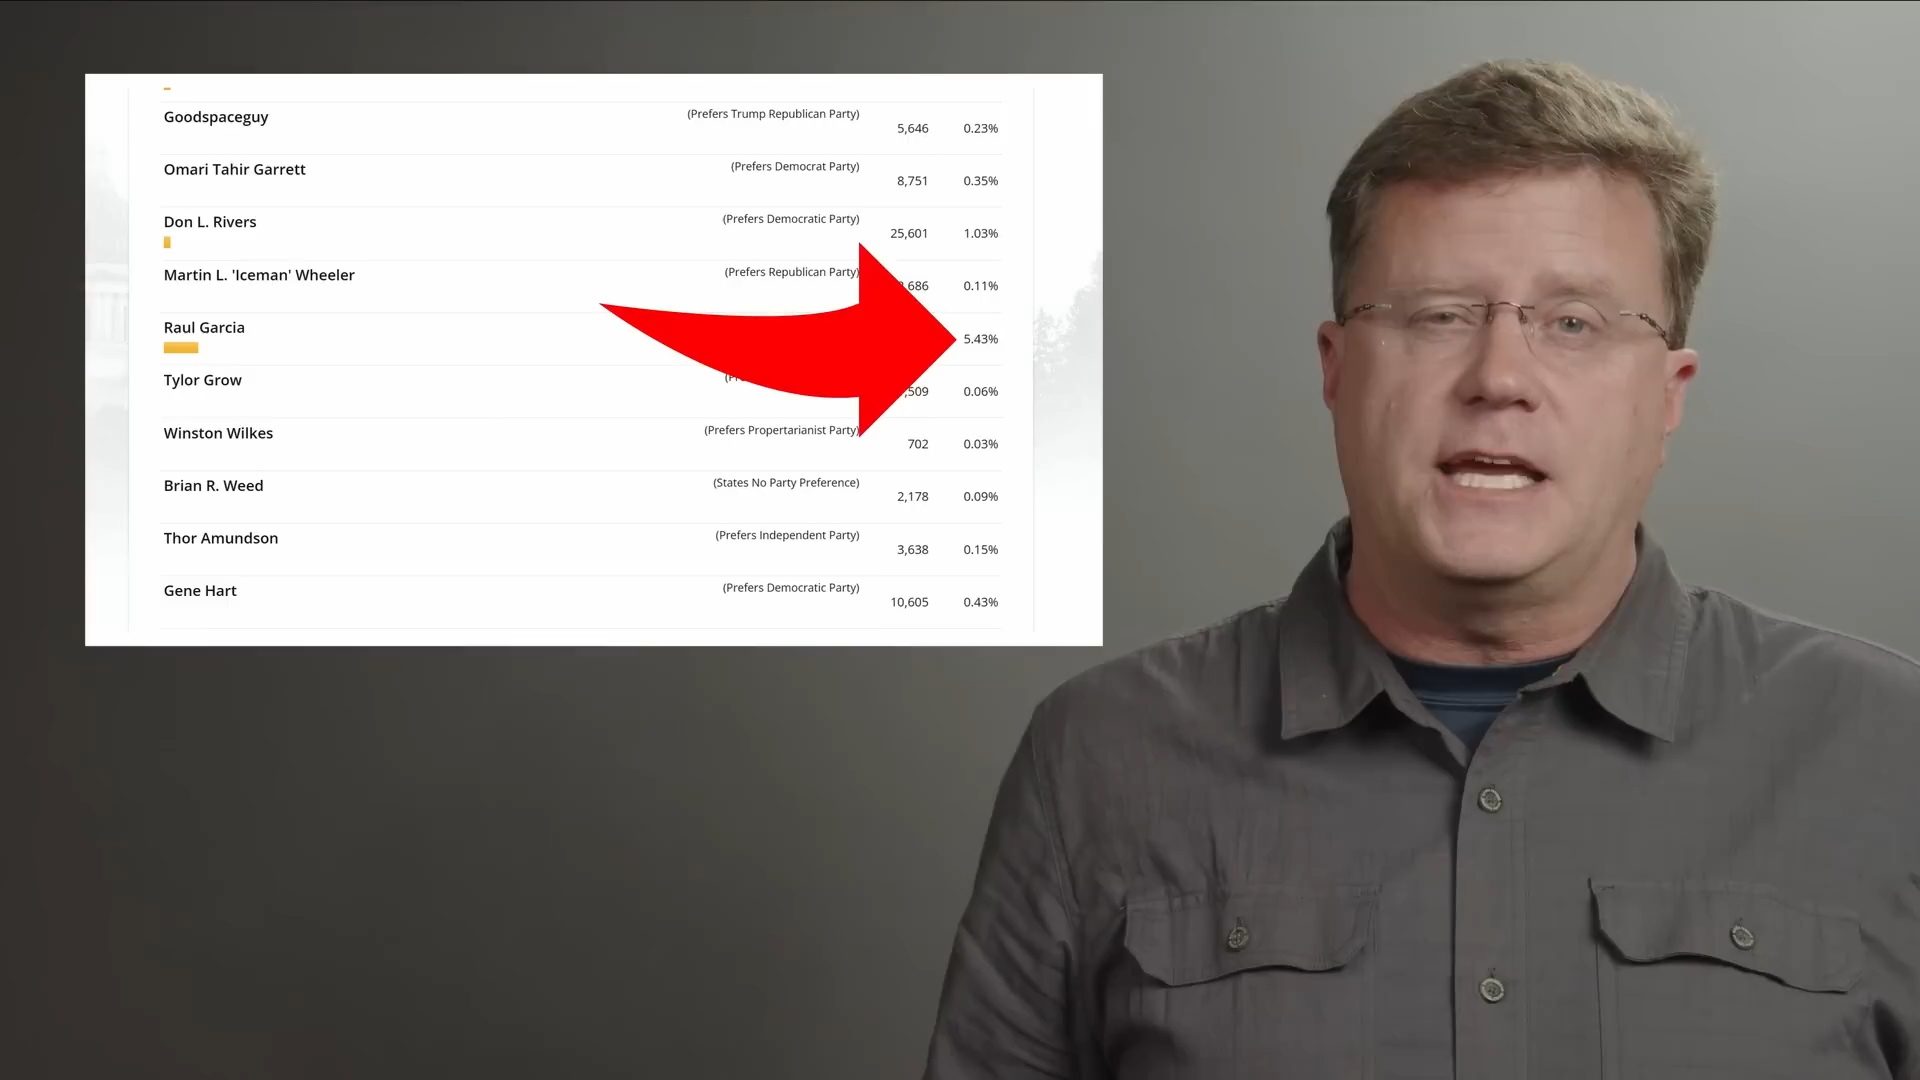 Goodspaceguy (Prefers Trump Republican Party) 5,646 0.23%
Omari Tahir Garrett (Prefers Democrat Party) 8,751 0.35%
Don L. Rivers (Prefers Democratic Party) 25,601 1.03%
Martin L. 'Iceman' Wheeler (Prefers Republican Party) 686 0.11%
Raul Garcia 5.43%
Tylor Grow 509 0.06%
Winston Wilkes (Prefers Propertarianist Party) 702 0.03%
Brian R. Weed (States No Party Preference) 2,178 0.09%
Thor Amundson (Prefers Independent Party) 3,638 0.15%
Gene Hart (Prefers Democratic Party) 10,605 0.43%